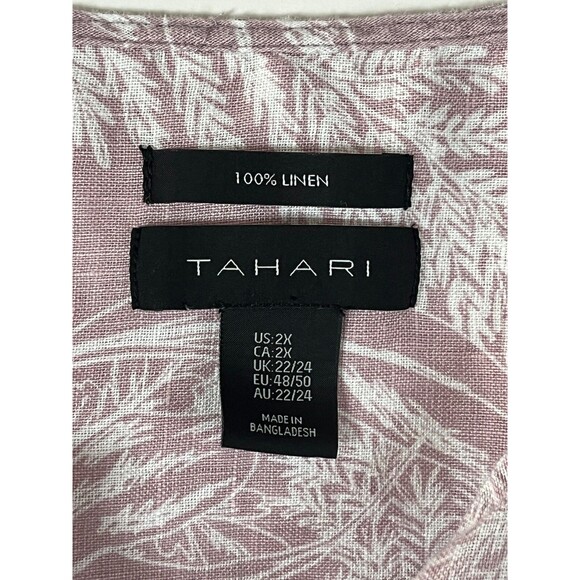 100% LINEN
TAHARI
US:2X
CA:2X
UK:22/24
EU:48/50
AU:22/24
MADE IN
BANGLADESH